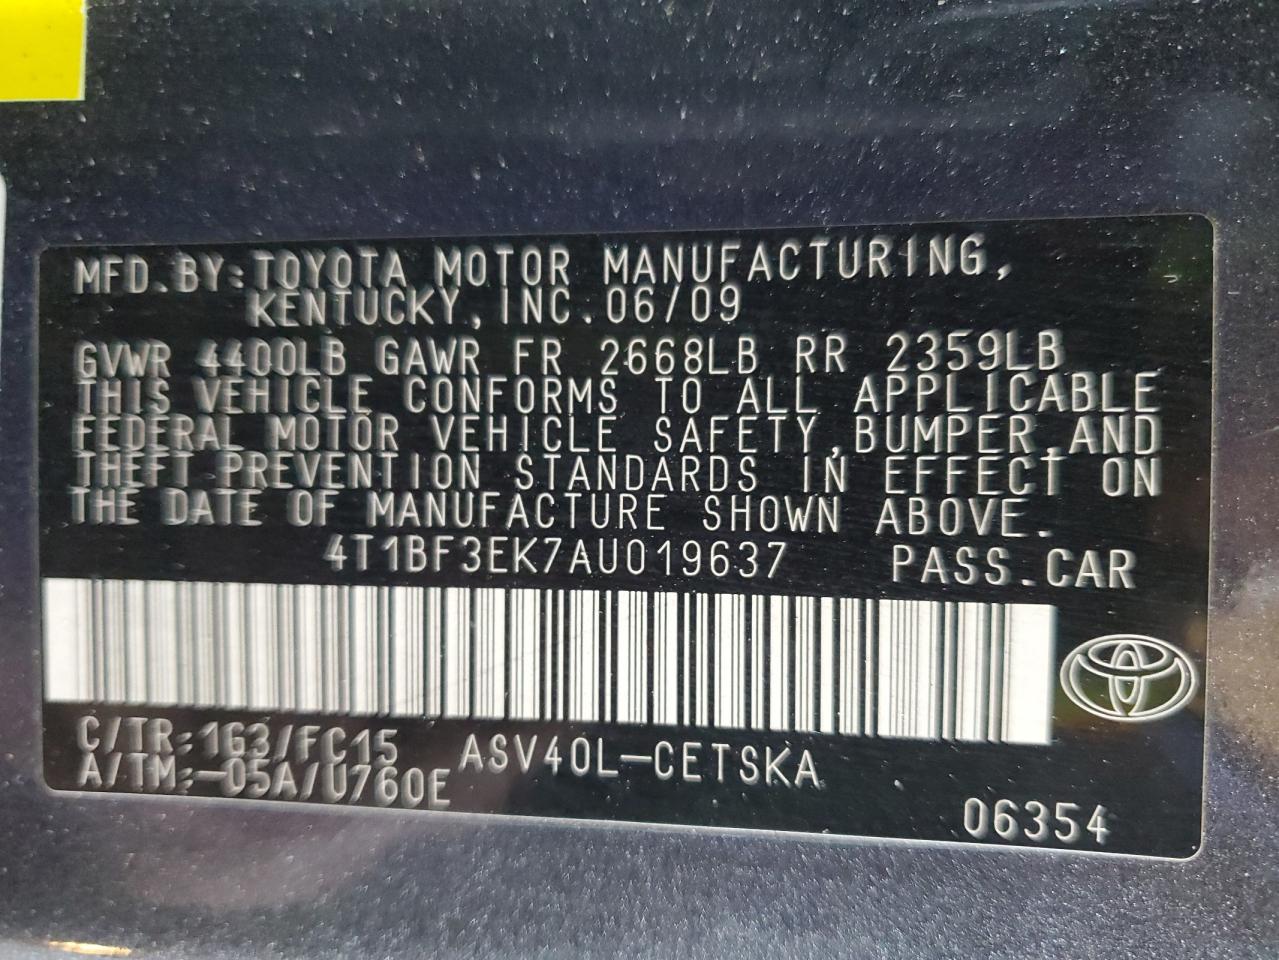 MFD. BY: TOYOTA MOTOR MANUFACTURING,
KENTUCKY, INC. 06/09
GVWR 4400LB GAWR FR 2668LB RR 2359LB
THIS VEHICLE CONFORMS TO ALL APPLICABLE
FEDERAL MOTOR VEHICLE SAFETY, BUMPER, AND
THEFT PREVENTION STANDARDS IN EFFECT ON
THE DATE OF MANUFACTURE SHOWN ABOVE.
4T1BF3EK7AU019637 PASS. CAR
C/TR: 1G3/FC15 ASV40L-CETSKA
A/TM: -05A/U760E
06354